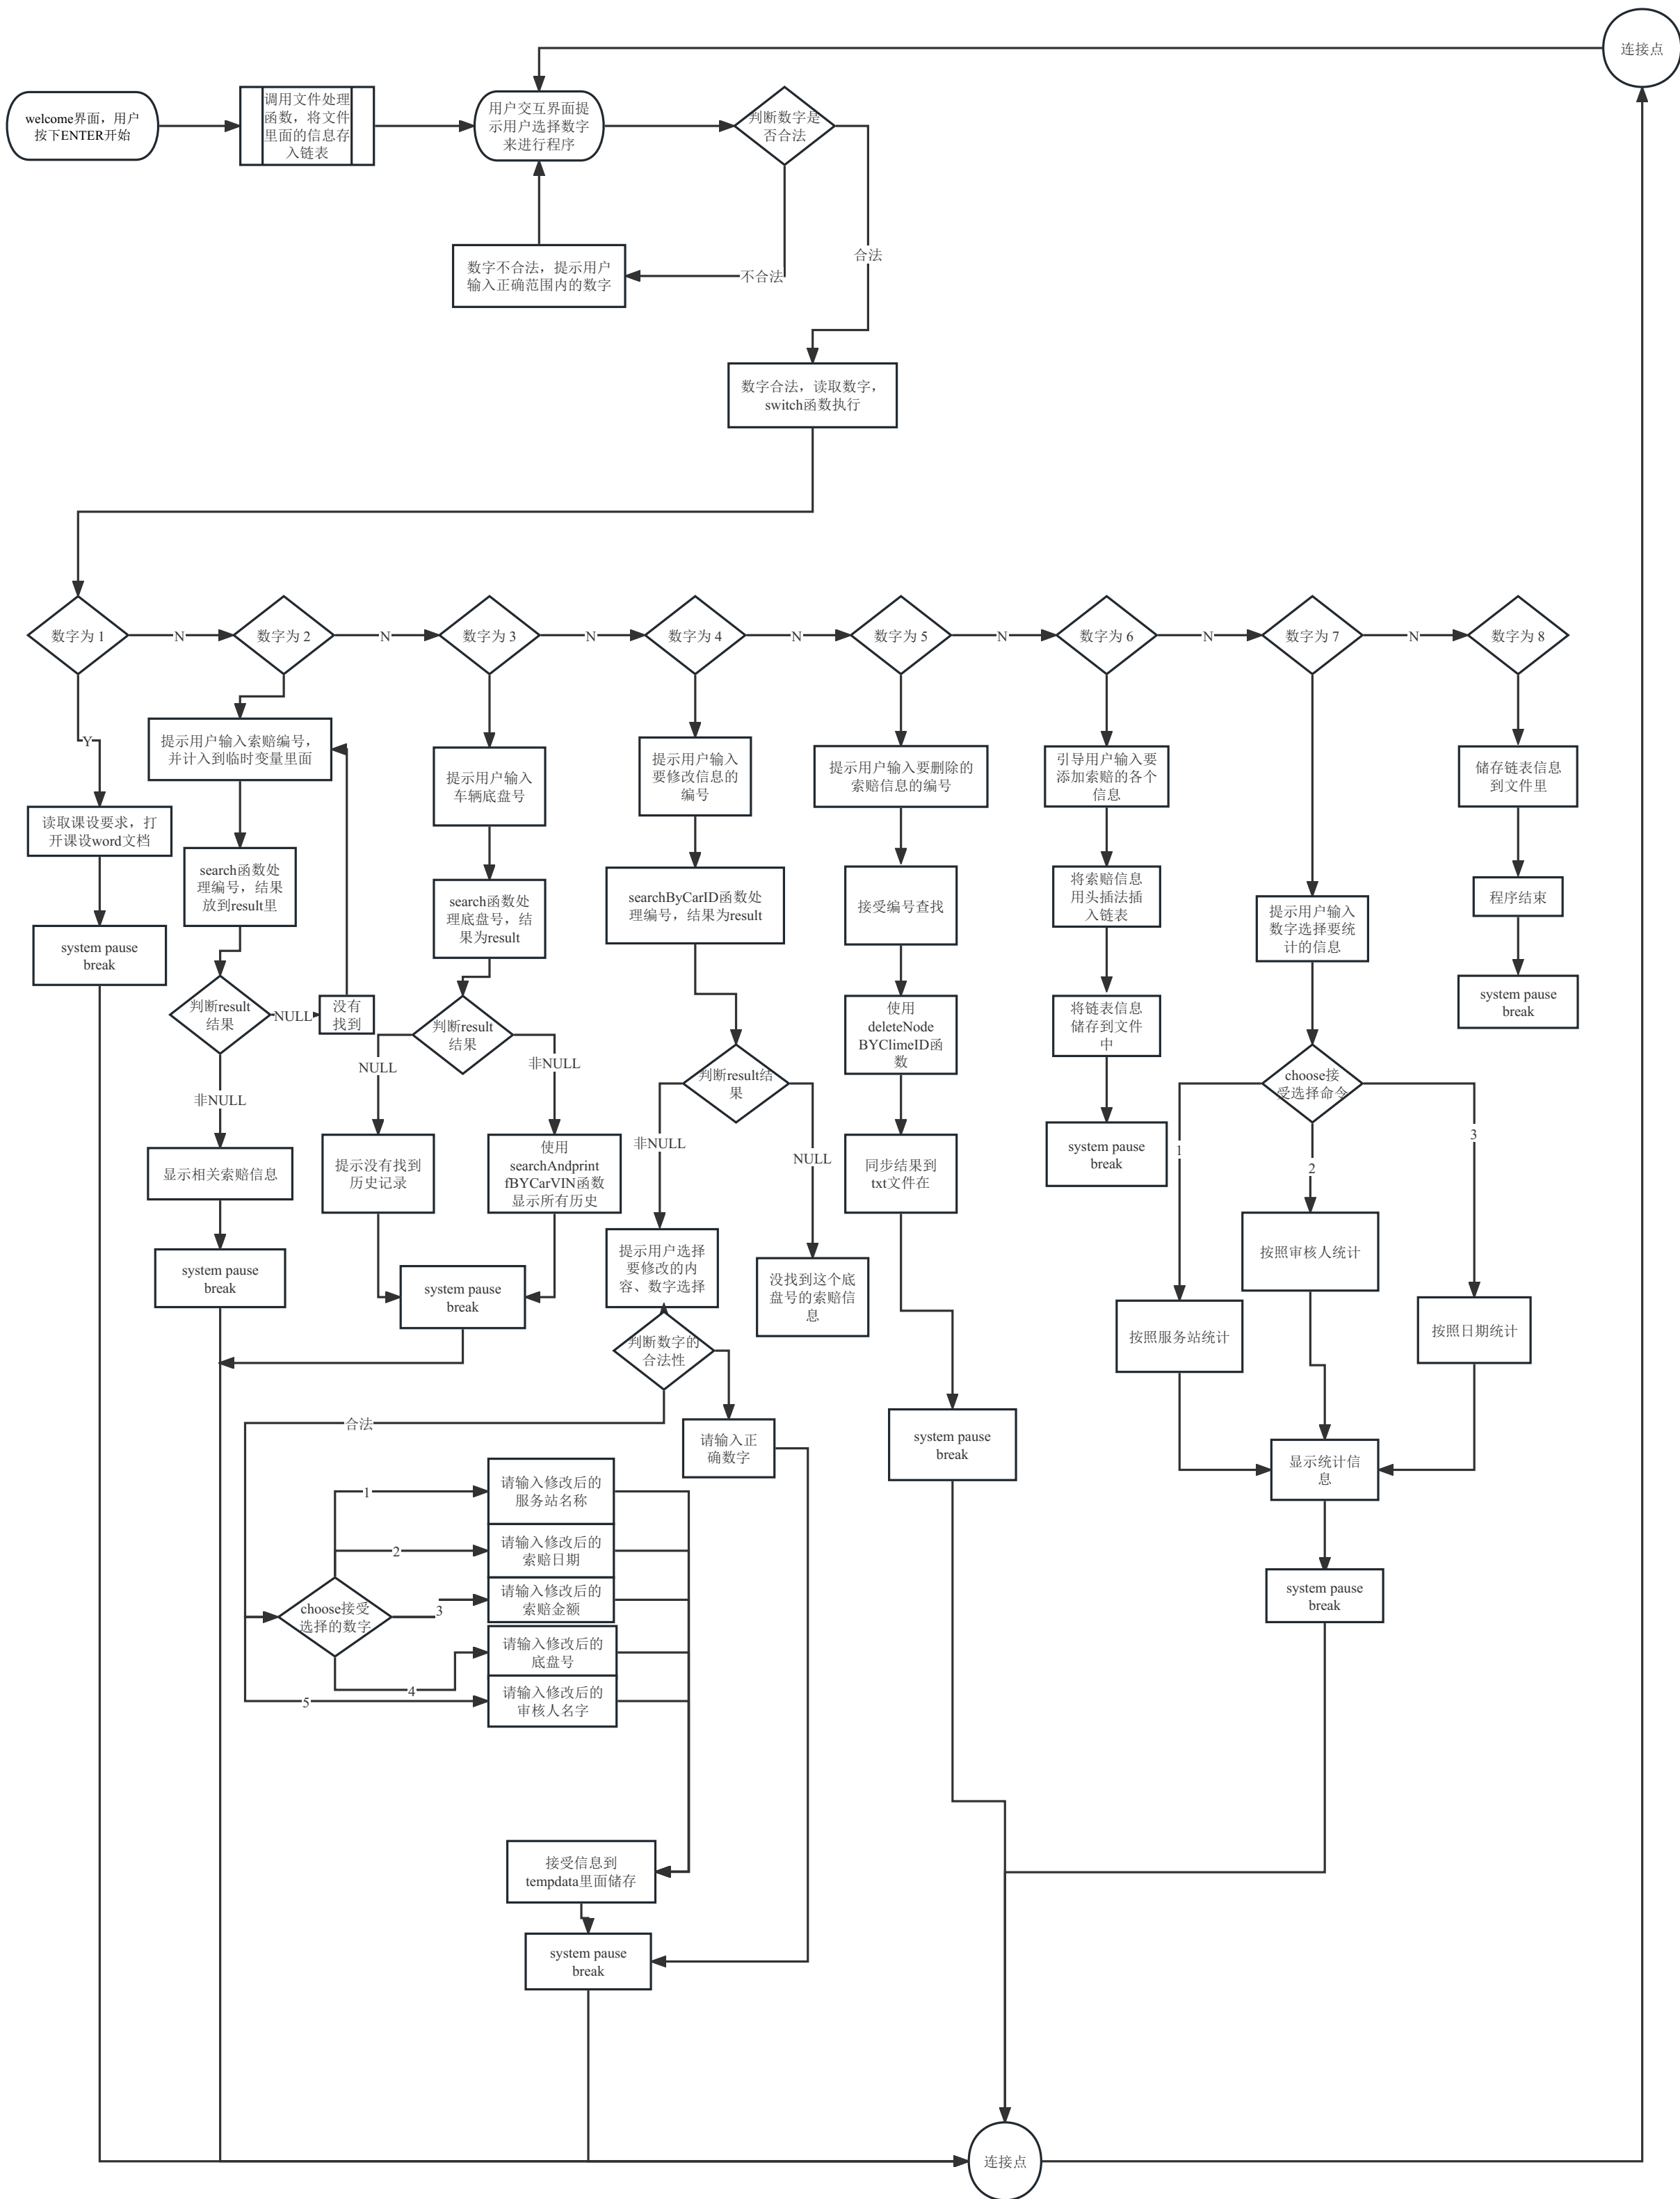 连接点
welcome界面，用户
按下ENTER开始
调用文件处理
函数，将文件
里面的信息存
入链表
用户交互界面提
示用户选择数字
来进行程序
判断数字是
否合法
合法
不合法
数字不合法，提示用户
输入正确范围内的数字
数字合法，读取数字，
switch函数执行
数字为 1
N
数字为 2
N
数字为 3
N
数字为 4
N
数字为 5
N
数字为 6
N
数字为 7
N
数字为 8
Y
读取课设要求，打
开课设word文档
system pause
break
提示用户输入索赔编号，
并计入到临时变量里面
search函数处
理编号，结果
放到result里
判断result
结果
NULL
没有
找到
非NULL
显示相关索赔信息
system pause
break
提示用户输入
车辆底盘号
search函数处
理底盘号，结
果为result
判断result
结果
NULL
非NULL
提示没有找到
历史记录
使用
searchAndprint
fBYCarVIN函数
显示所有历史
system pause
break
提示用户输入
要修改信息的
编号
searchByCarID函数处
理编号，结果为result
判断result结
果
非NULL
NULL
提示用户选择
要修改的内
容、数字选择
没找到这个底
盘号的索赔信
息
判断数字的
合法性
合法
请输入正
确数字
choose接受
选择的数字
1
请输入修改后的
服务站名称
2
请输入修改后的
索赔日期
3
请输入修改后的
索赔金额
4
请输入修改后的
底盘号
5
请输入修改后的
审核人名字
接受信息到
tempdata里面储存
system pause
break
提示用户输入要删除的
索赔信息的编号
接受编号查找
使用
deleteNode
BYClimeID函
数
同步结果到
txt文件在
system pause
break
引导用户输入要
添加索赔的各个
信息
将索赔信息
用头插法插
入链表
将链表信息
储存到文件
中
system pause
break
提示用户输入
数字选择要统
计的信息
choose接
受选择命令
1
2
3
按照服务站统计
按照审核人统计
按照日期统计
显示统计信
息
system pause
break
储存链表信息
到文件里
程序结束
system pause
break
连接点